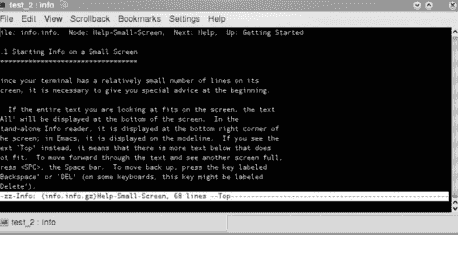 test_2 : info
File Edit View Scrollback Bookmarks Settings Help
ile: info.info, Node: Help-Small-Screen, Next: Help, Up: Getting Started
.1 Starting Info on a Small Screen
ince your terminal has a relatively small number of lines on its
creen, it is necessary to give you special advice at the beginning.
If the entire text you are looking at fits on the screen, the text
All' will be displayed at the bottom of the screen. In the
tand-alone Info reader, it is displayed at the bottom right corner of
he screen; in Emacs, it is displayed on the modeline. If you see the
ext 'Top' instead, it means that there is more text below that does
ot fit. To move forward through the text and see another screen full,
ress <SPC>, the Space bar. To move back up, press the key labeled
Backspace' or 'DEL' (on some keyboards, this key might be labeled
Delete').
-zz-Info: (info.info.gz)Help-Small-Screen, 68 lines --Top
test_2 : info